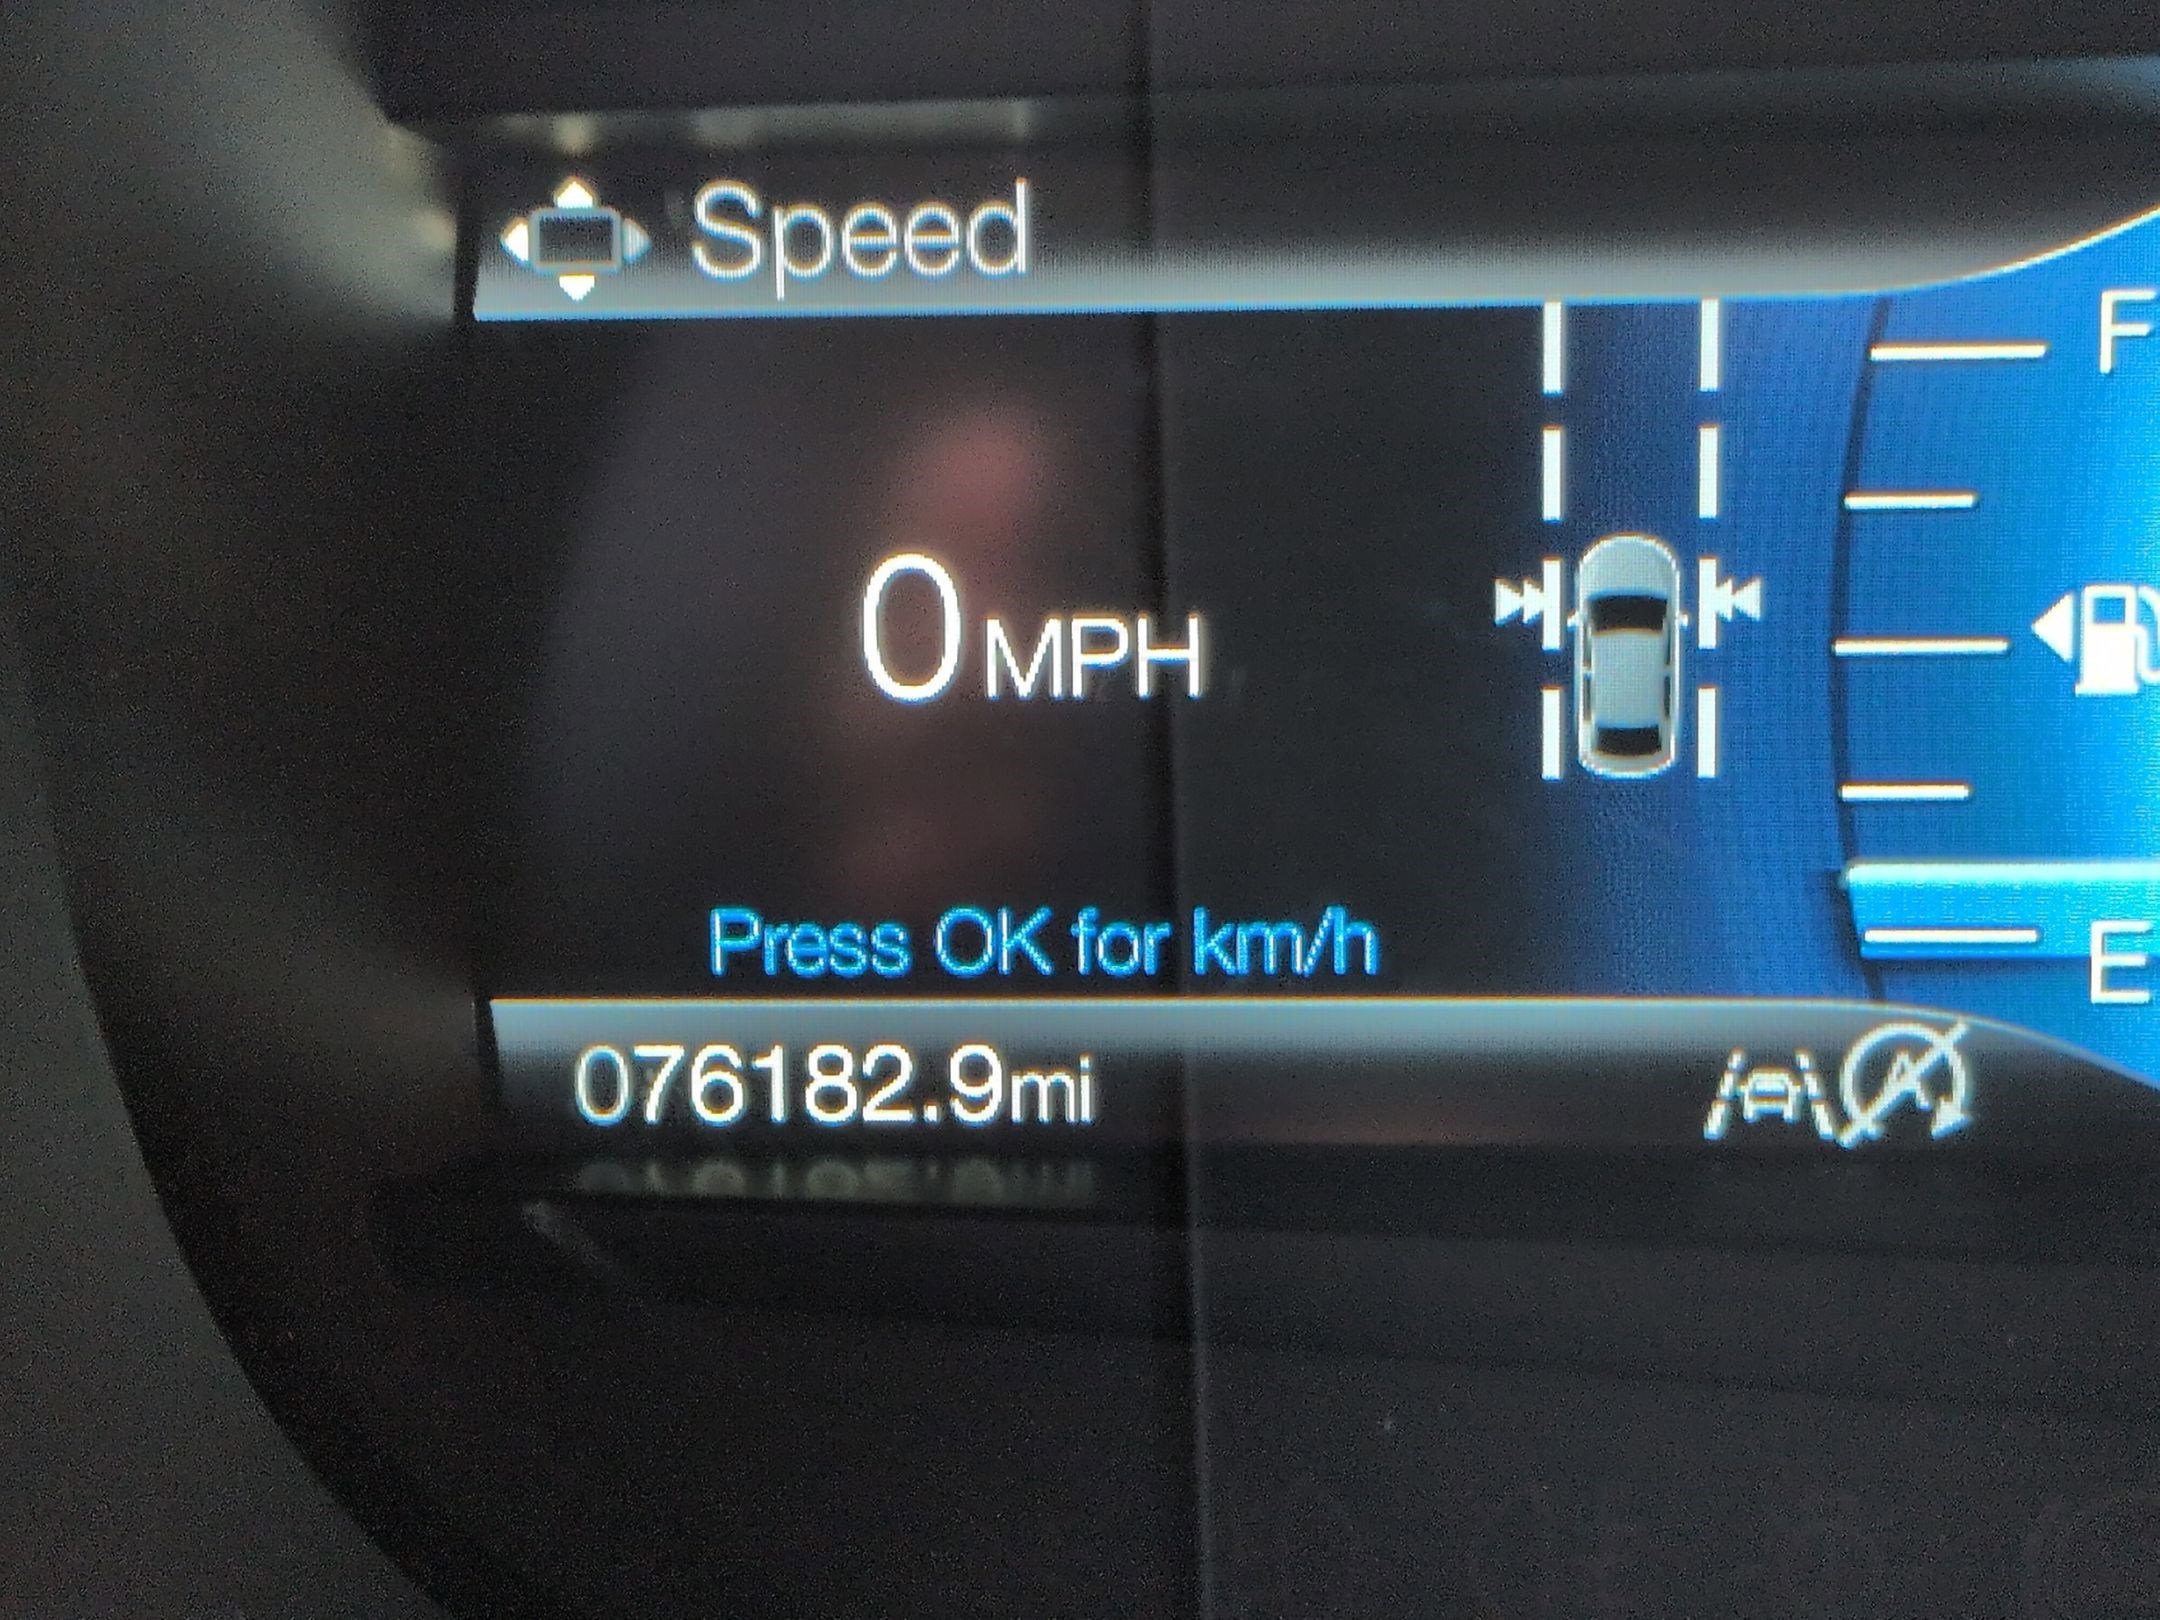 Speed
F
0 MPH
Press OK for km/h
E
076182.9mi
A